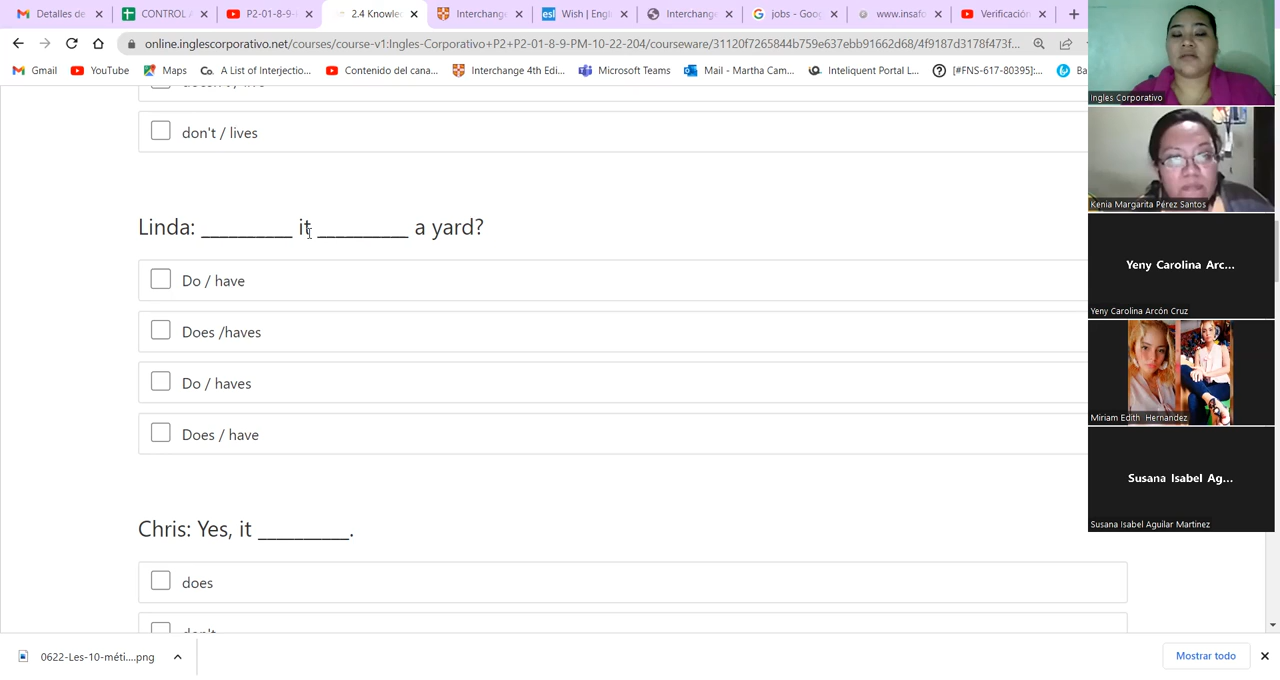 Detalles de
CONTROL A
P2-01-8-9-
2.4 Knowle
Interchange
Wish | Engl
Interchang
jobs - Goo
www.insafo
Verificación
online.inglescorporativo.net/courses/course-v1:Ingles-Corporativo+P2+P2-01-8-9-PM-10-22-204/courseware/31120f7265844b759e637ebb91662d68/4f9187d3178f473f...
Gmail
YouTube
Maps
A List of Interjectio...
Contenido del cana...
Interchange 4th Edi...
Microsoft Teams
Mail - Martha Cam...
Inteliquent Portal L...
[#FNS-617-80395]:...
Ba
don't / lives
Linda: __________ it __________ a yard?
Do / have
Does /haves
Do / haves
Does / have
Chris: Yes, it __________.
does
don't
Ingles Corporativo
Kenia Margarita Pérez Santos
Yeny Carolina Arc...
Yeny Carolina Arcón Cruz
Miriam Edith Hernandez
Susana Isabel Ag...
Susana Isabel Aguilar Martinez
0622-Les-10-méti....png
Mostrar todo